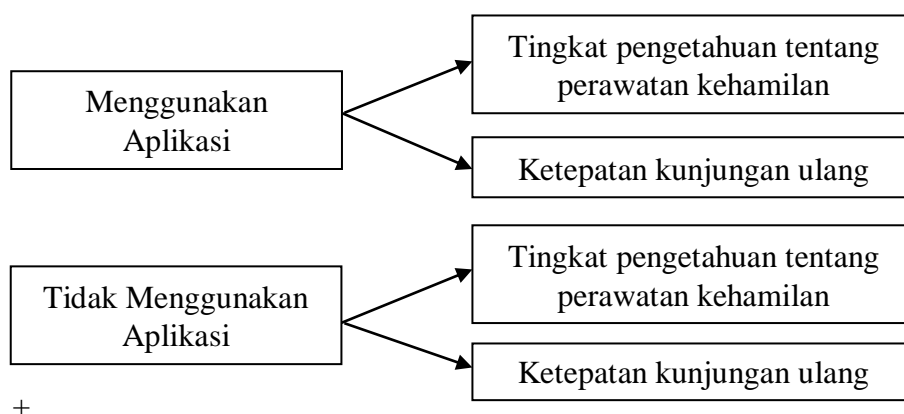 Tingkat pengetahuan tentang
perawatan kehamilan
Menggunakan
Aplikasi
Ketepatan kunjungan ulang
Tingkat pengetahuan tentang
perawatan kehamilan
Tidak Menggunakan
Aplikasi
Ketepatan kunjungan ulang
+